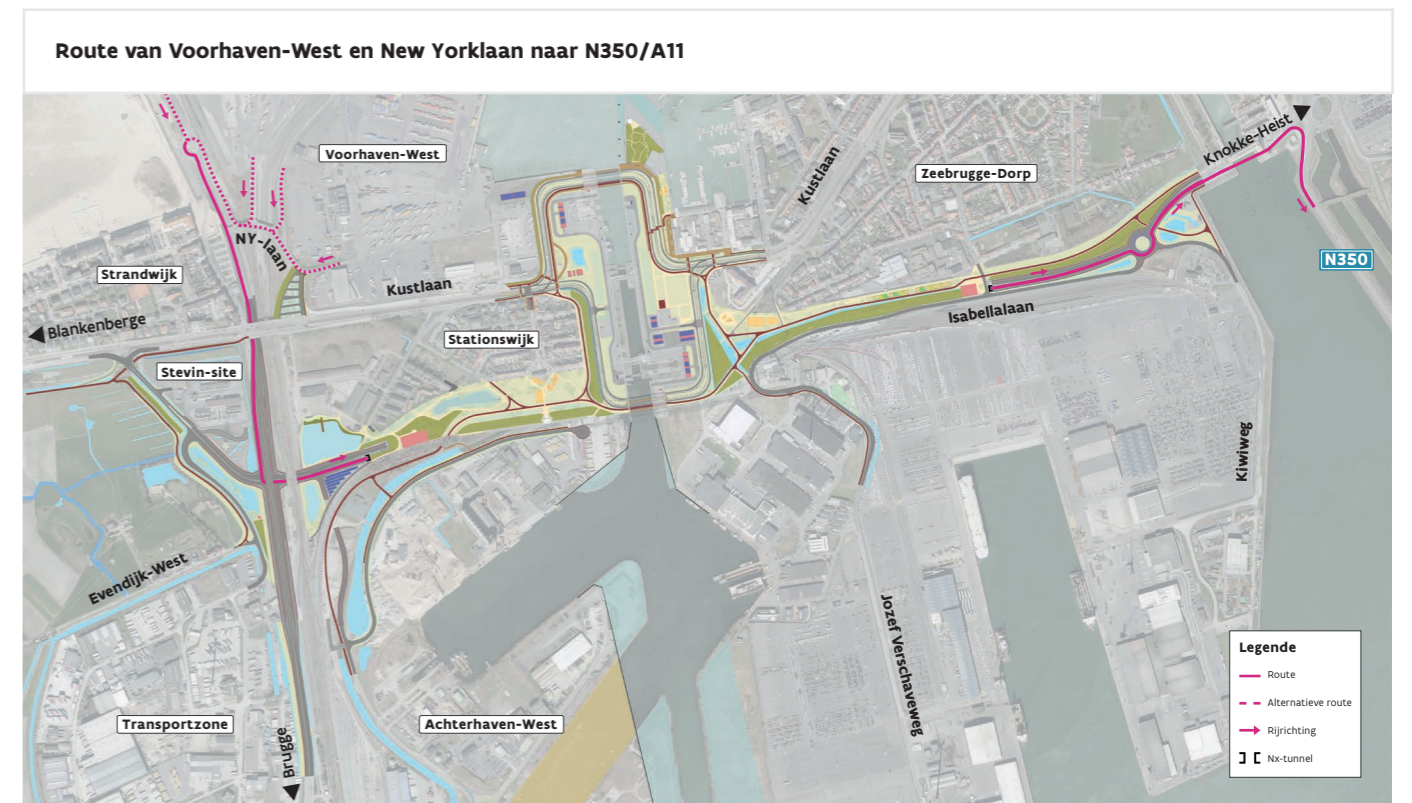 Route van Voorhaven-West en New Yorklaan naar N350/A11
Voorhaven-West
Kustlaan
Zeebrugge-Dorp
Knokke-Heist
NY-laan
Strandwijk
N350
Kustlaan
Blankenberge
Isabellalaan
Stationswijk
Stevin-site
Kiwiweg
Evendijk-West
Jozef Verschaveweg
Transportzone
Achterhaven-West
Brugge
Legende
Route
Alternatieve route
Rijrichting
Nx-tunnel